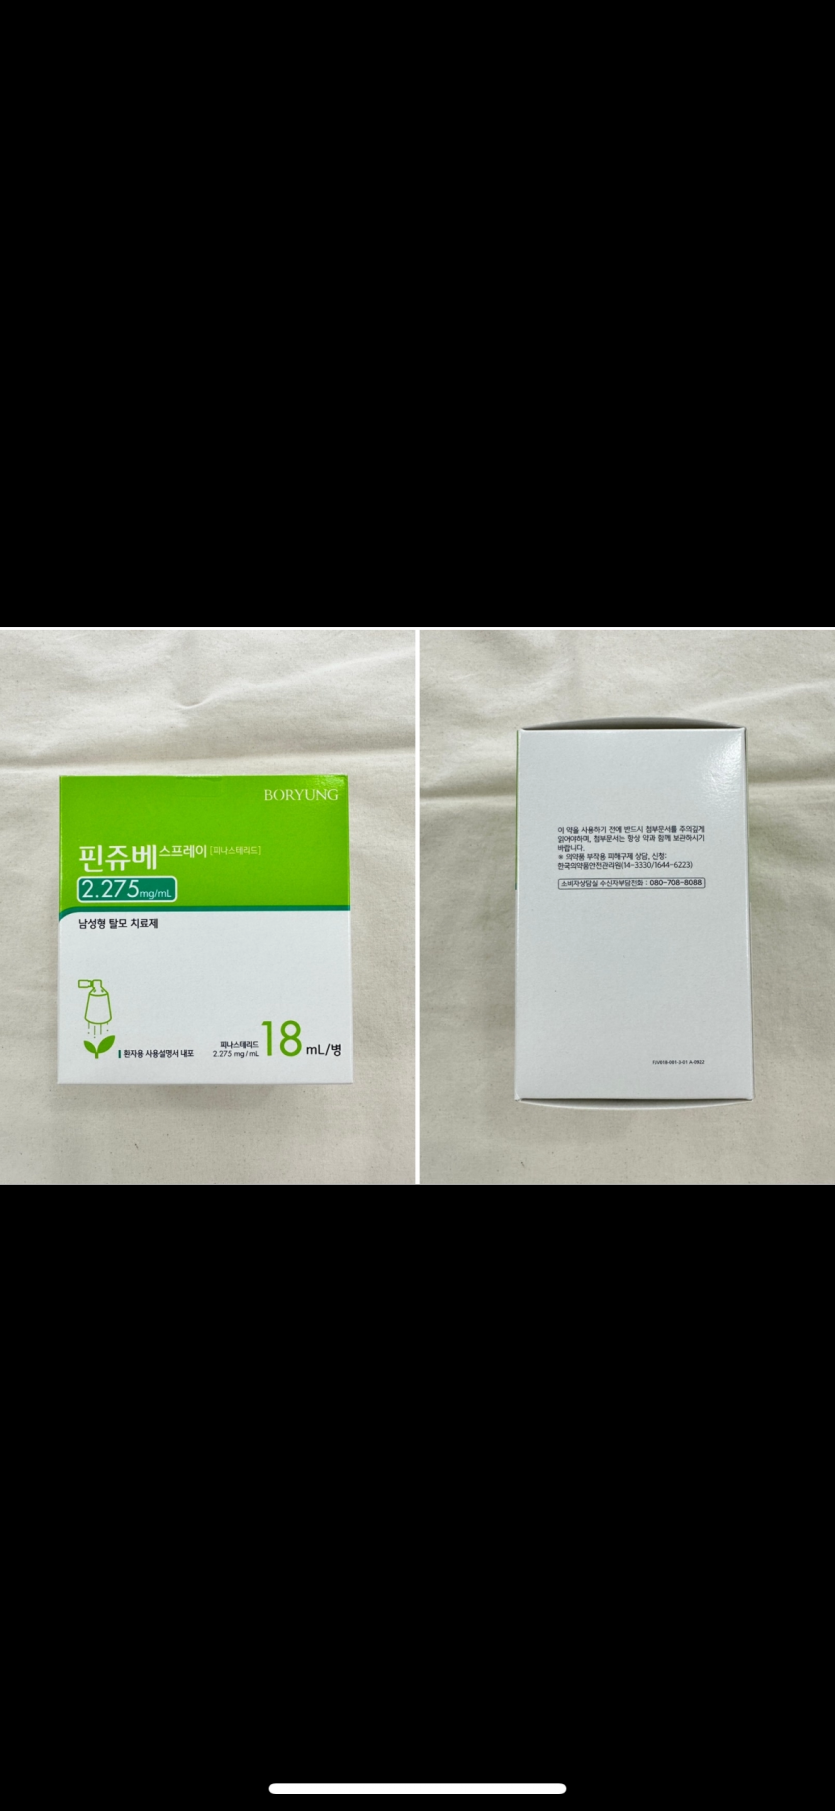 BORYUNG
핀쥬베스프레이 [피나스테리드]
2.275mg/mL
남성형 탈모 치료제
환자용 사용설명서 내포
피나스테리드
2.275 mg/mL
18 mL/병
이 약을 사용하기 전에 반드시 첨부문서를 주의깊게
읽어야하며, 첨부문서는 항상 약과 함께 보관하시기
바랍니다.
※ 의약품 부작용 피해구제 상담, 신청:
한국의약품안전관리원(14-3330/1644-6223)
소비자상담실 수신자부담전화 : 080-708-8088